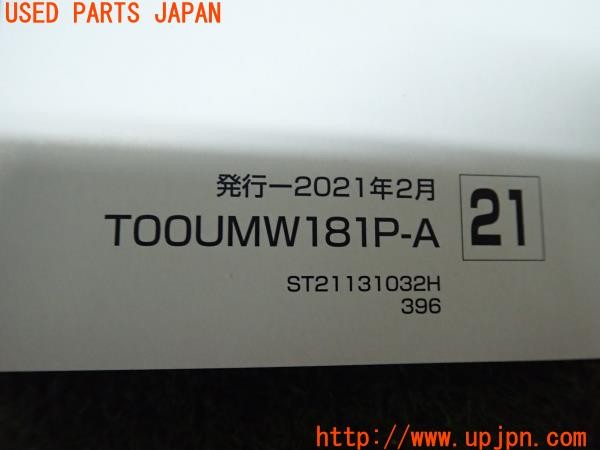 USED PARTS JAPAN
発行ー2021年2月
TOOUMW181P-A
21
ST21131032H
396
http://www.upjpn.com